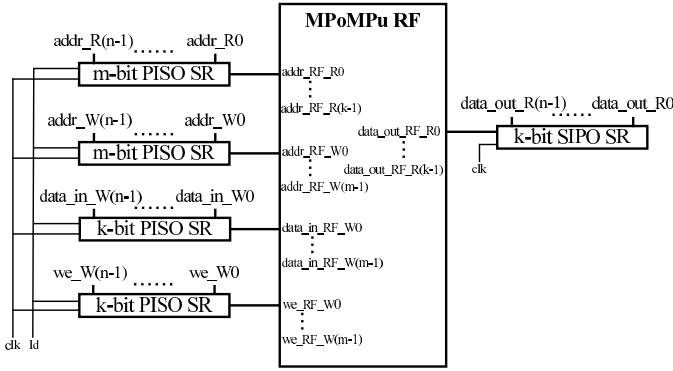 MPoMPu RF
addr_R(n-1) ...... addr_R0
m-bit PISO SR
addr_W(n-1) ...... addr_W0
m-bit PISO SR
data_in_W(n-1) ...... data_in_W0
k-bit PISO SR
we_W(n-1) ...... we_W0
k-bit PISO SR
clk ld
addr_RF_R0
addr_RF_R(k-1)
addr_RF_W0
addr_RF_W(m-1)
data_in_RF_W0
data_in_RF_W(m-1)
we_RF_W0
we_RF_W(m-1)
data_out_RF_R0
data_out_RF_R(k-1)
data_out_R(n-1) ...... data_out_R0
k-bit SIPO SR
clk